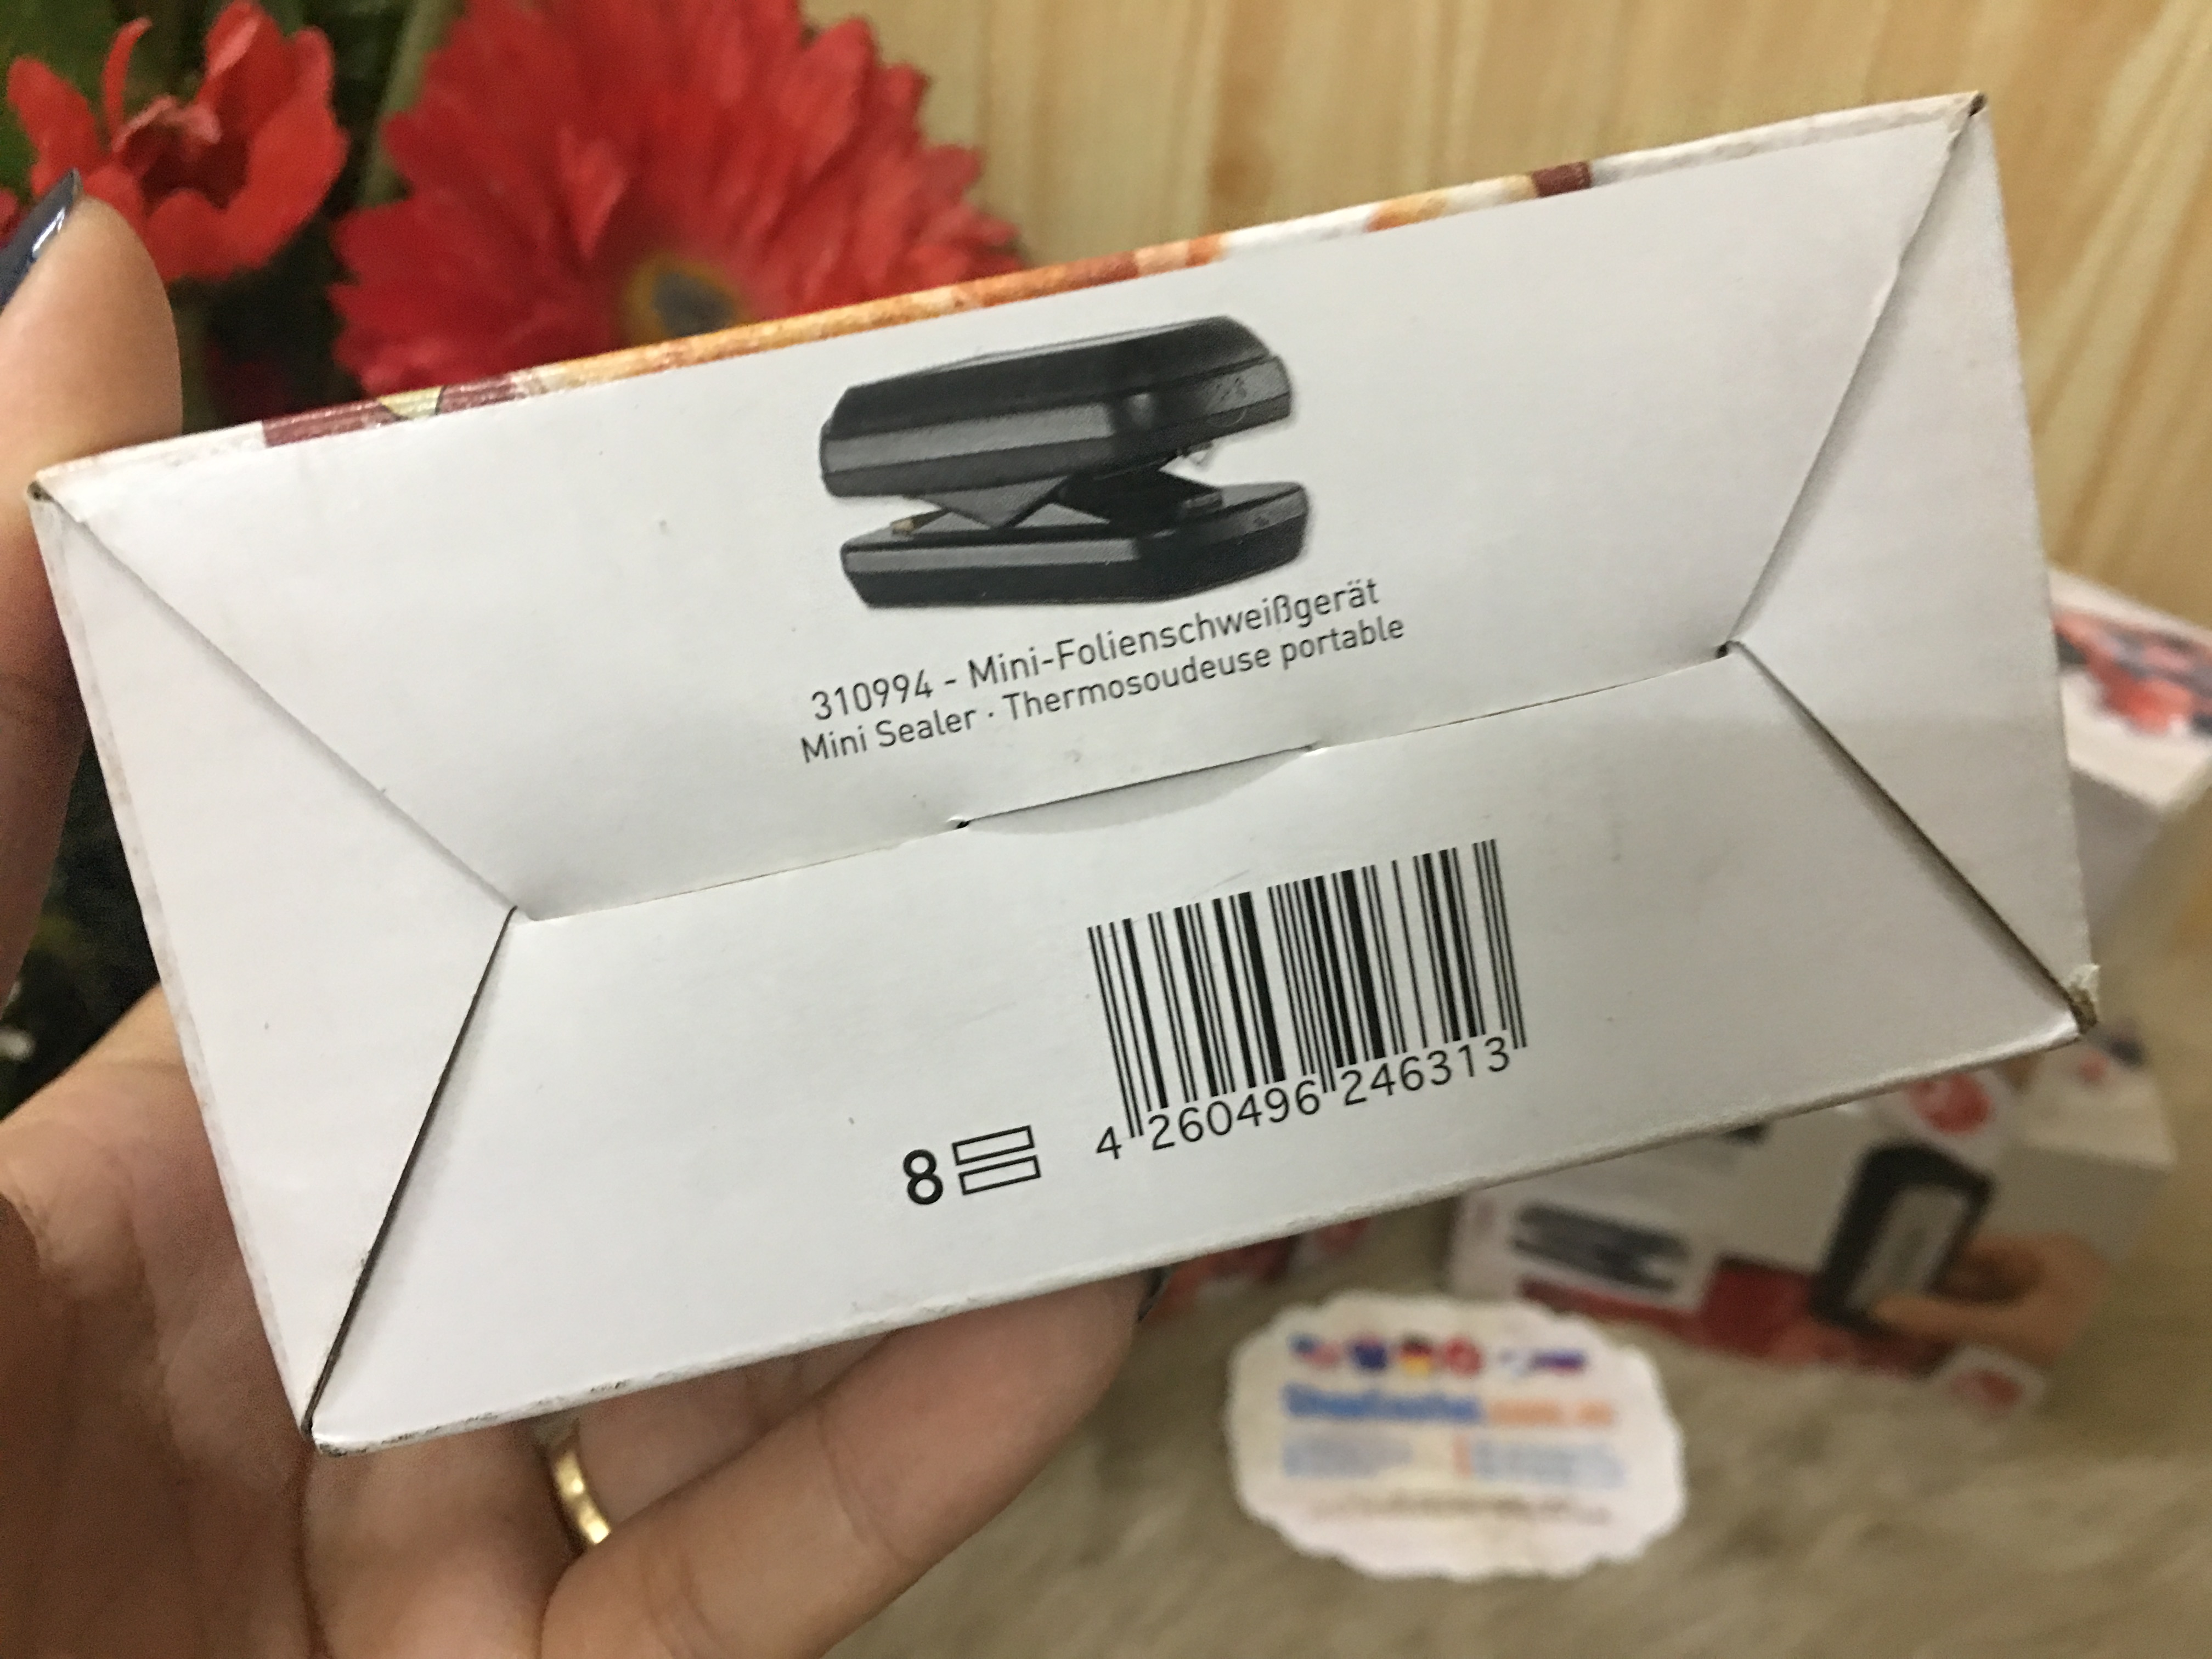 310994 - Mini-Folienschweißgerät
Mini Sealer · Thermosoudeuse portable
8
4 260496 246313